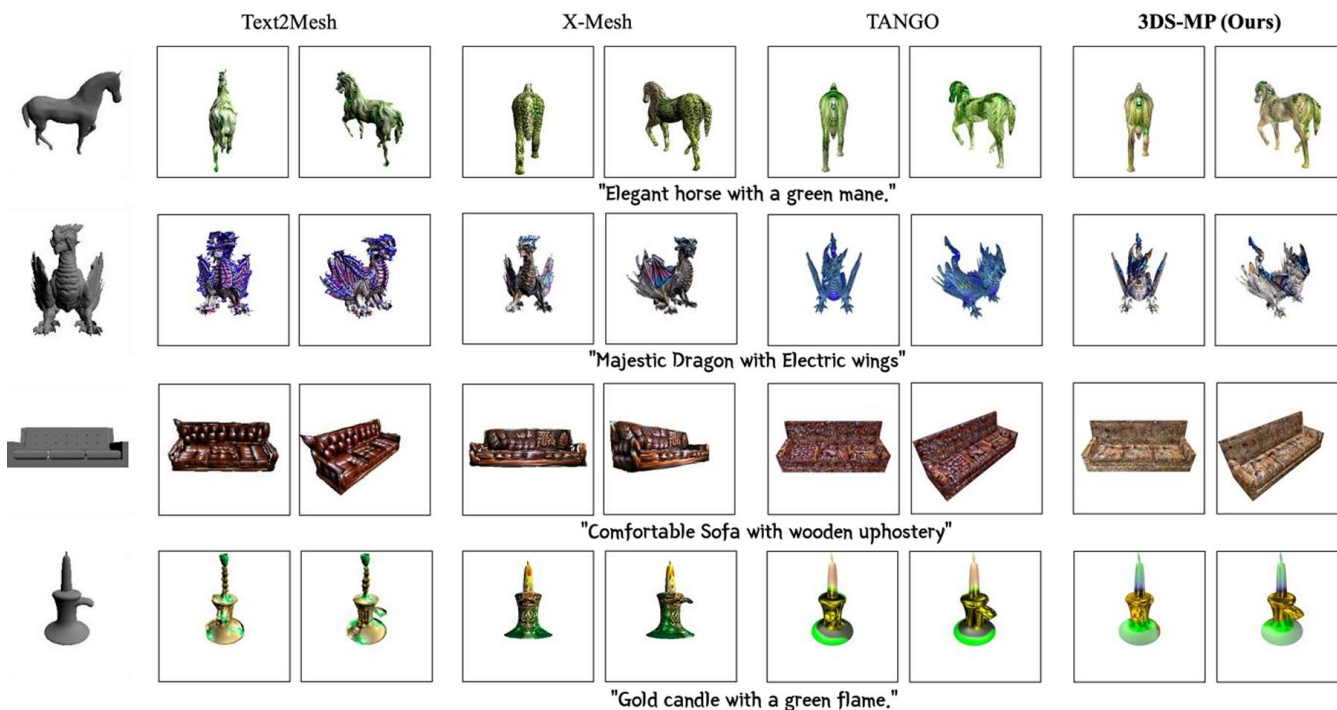 Text2Mesh X-Mesh TANGO 3DS-MP (Ours)
"Elegant horse with a green mane."
"Majestic Dragon with Electric wings"
"Comfortable Sofa with wooden uphostery"
"Gold candle with a green flame."